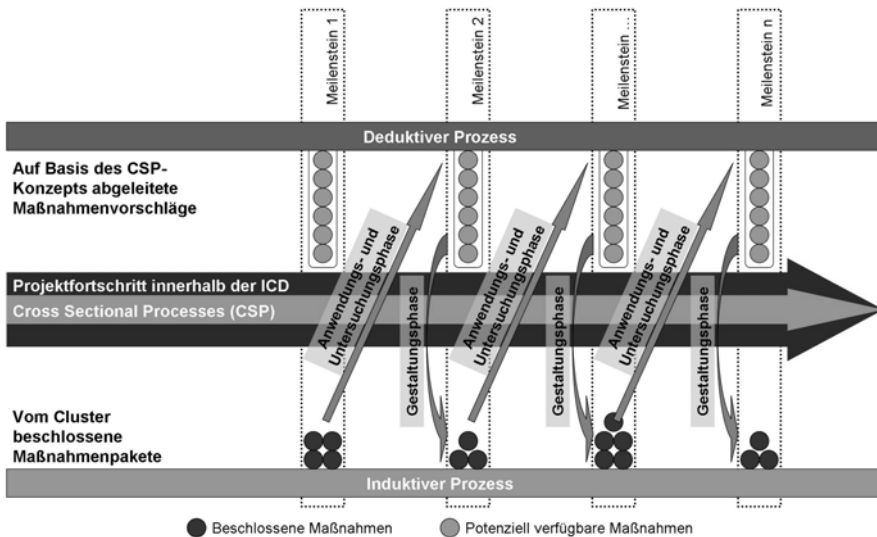 Meilenstein 1
Meilenstein 2
Meilenstein ...
Meilenstein n
Deduktiver Prozess
Auf Basis des CSP-
Konzepts abgeleitete
Maßnahmenvorschläge
Anwendungs- und
Untersuchungsphase
Anwendungs- und
Untersuchungsphase
Anwendungs- und
Untersuchungsphase
Projektfortschritt innerhalb der ICD
Cross Sectional Processes (CSP)
Gestaltungsphase
Gestaltungsphase
Gestaltungsphase
Vom Cluster
beschlossene
Maßnahmenpakete
Induktiver Prozess
Beschlossene Maßnahmen
Potenziell verfügbare Maßnahmen